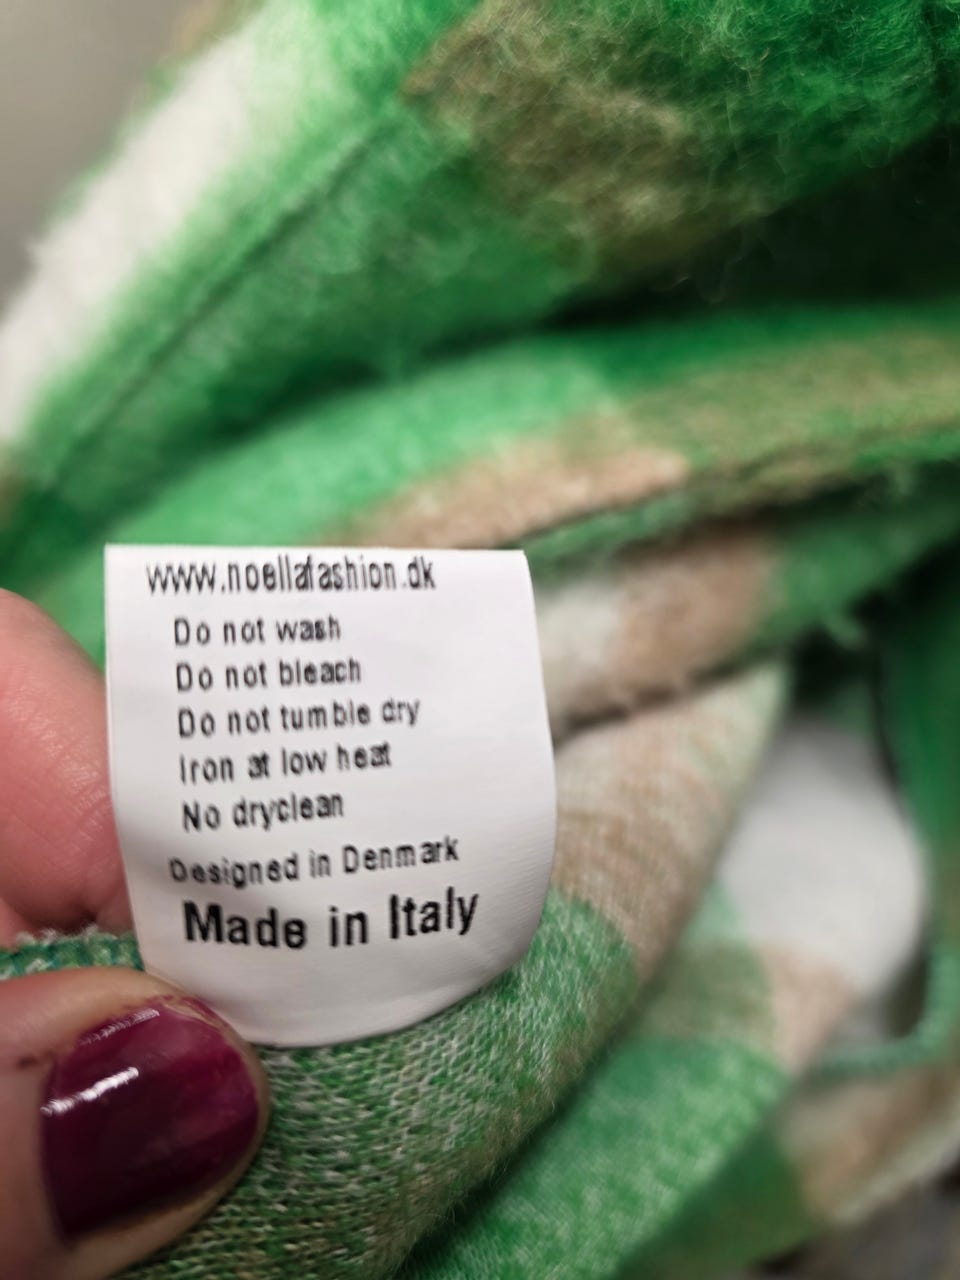 www.noellafashion.dk
Do not wash
Do not bleach
Do not tumble dry
Iron at low heat
No dryclean
Designed in Denmark
Made in Italy